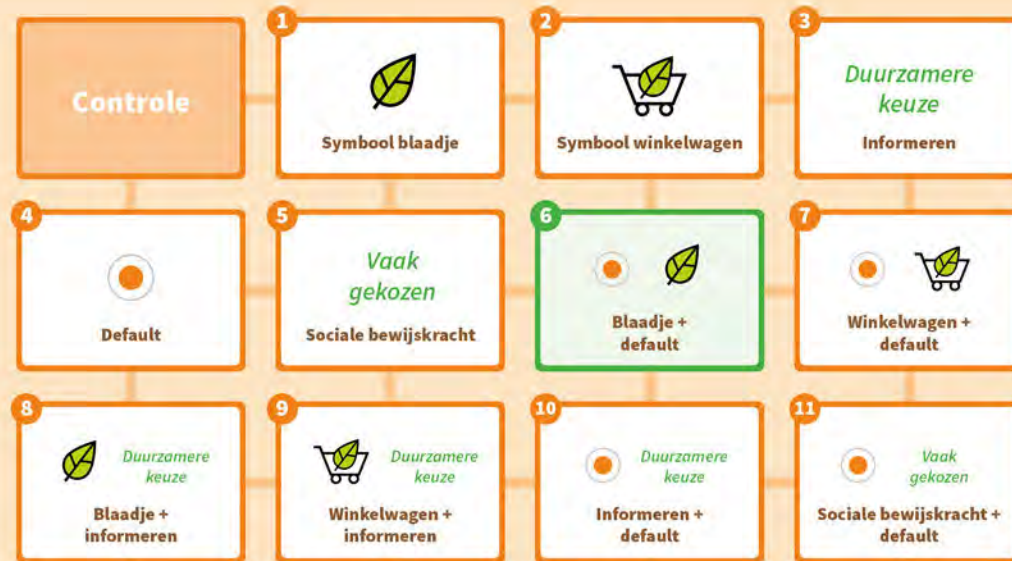 Controle
1
Symbool blaadje
2
Symbool winkelwagen
3
Duurzamere
keuze
Informeren
4
Default
5
Vaak
gekozen
Sociale bewijskracht
6
Blaadje +
default
7
Winkelwagen +
default
8
Duurzamere
keuze
Blaadje +
informeren
9
Duurzamere
keuze
Winkelwagen +
informeren
10
Duurzamere
keuze
Informeren +
default
11
Vaak
gekozen
Sociale bewijskracht +
default